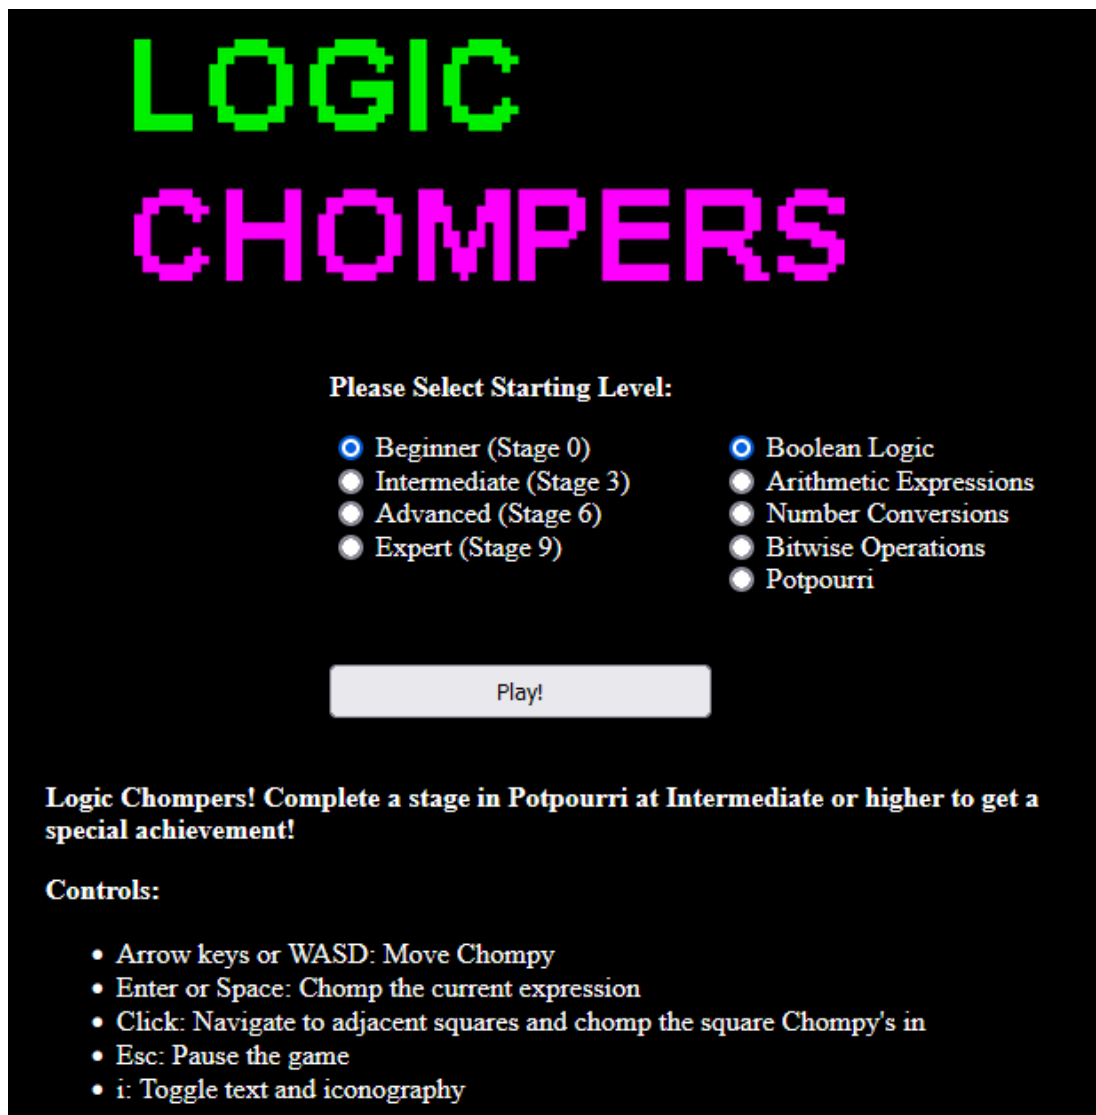 LOGIC
CHOMPERS
Please Select Starting Level:
Beginner (Stage 0)
Intermediate (Stage 3)
Advanced (Stage 6)
Expert (Stage 9)
Boolean Logic
Arithmetic Expressions
Number Conversions
Bitwise Operations
Potpourri
Play!
Logic Chompers! Complete a stage in Potpourri at Intermediate or higher to get a
special achievement!
Controls:
• Arrow keys or WASD: Move Chompy
• Enter or Space: Chomp the current expression
• Click: Navigate to adjacent squares and chomp the square Chompy's in
• Esc: Pause the game
• i: Toggle text and iconography